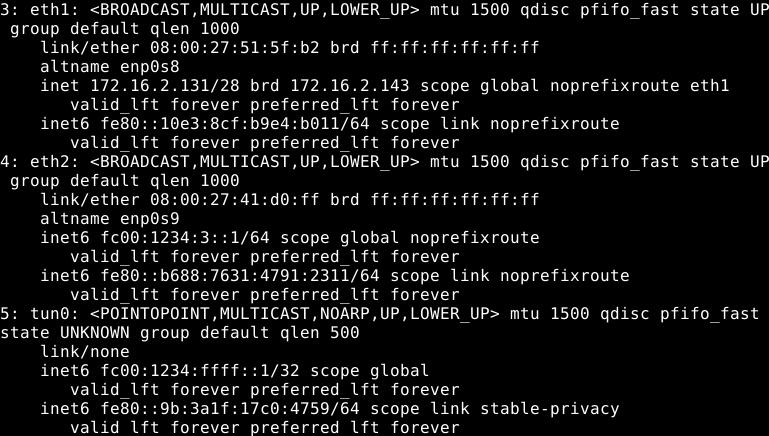 3: eth1: <BROADCAST,MULTICAST,UP,LOWER_UP> mtu 1500 qdisc pfifo_fast state UP
 group default qlen 1000
    link/ether 08:00:27:51:5f:b2 brd ff:ff:ff:ff:ff:ff
    altname enp0s8
    inet 172.16.2.131/28 brd 172.16.2.143 scope global noprefixroute eth1
       valid_lft forever preferred_lft forever
    inet6 fe80::10e3:8cf:b9e4:b011/64 scope link noprefixroute
       valid_lft forever preferred_lft forever
4: eth2: <BROADCAST,MULTICAST,UP,LOWER_UP> mtu 1500 qdisc pfifo_fast state UP
 group default qlen 1000
    link/ether 08:00:27:41:d0:ff brd ff:ff:ff:ff:ff:ff
    altname enp0s9
    inet6 fc00:1234:3::1/64 scope global noprefixroute
       valid_lft forever preferred_lft forever
    inet6 fe80::b688:7631:4791:2311/64 scope link noprefixroute
       valid_lft forever preferred_lft forever
5: tun0: <POINTOPOINT,MULTICAST,NOARP,UP,LOWER_UP> mtu 1500 qdisc pfifo_fast
state UNKNOWN group default qlen 500
    link/none
    inet6 fc00:1234:ffff::1/32 scope global
       valid_lft forever preferred_lft forever
    inet6 fe80::9b:3a1f:17c0:4759/64 scope link stable-privacy
       valid_lft forever preferred_lft forever